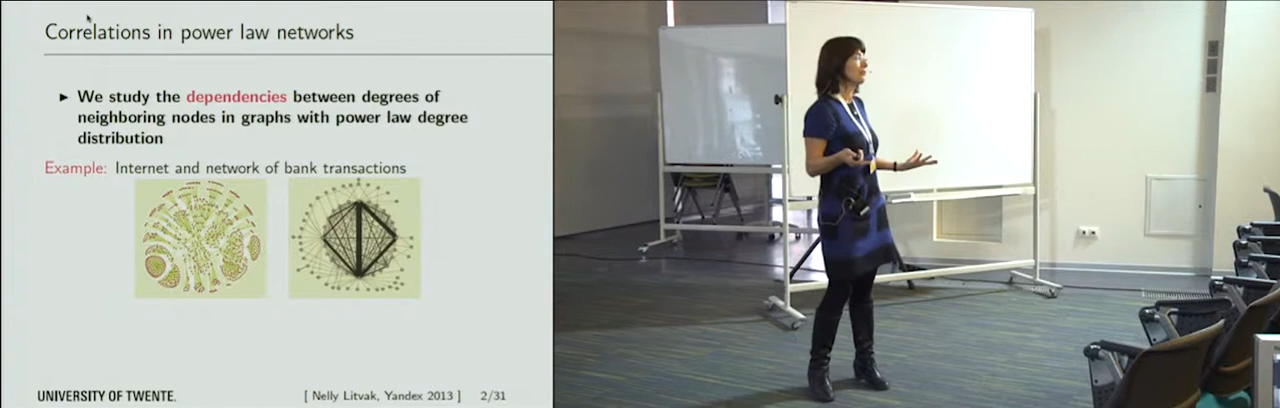 Correlations in power law networks
► We study the dependencies between degrees of
neighboring nodes in graphs with power law degree
distribution
Example: Internet and network of bank transactions
UNIVERSITY OF TWENTE.
[ Nelly Litvak, Yandex 2013 ] 2/31